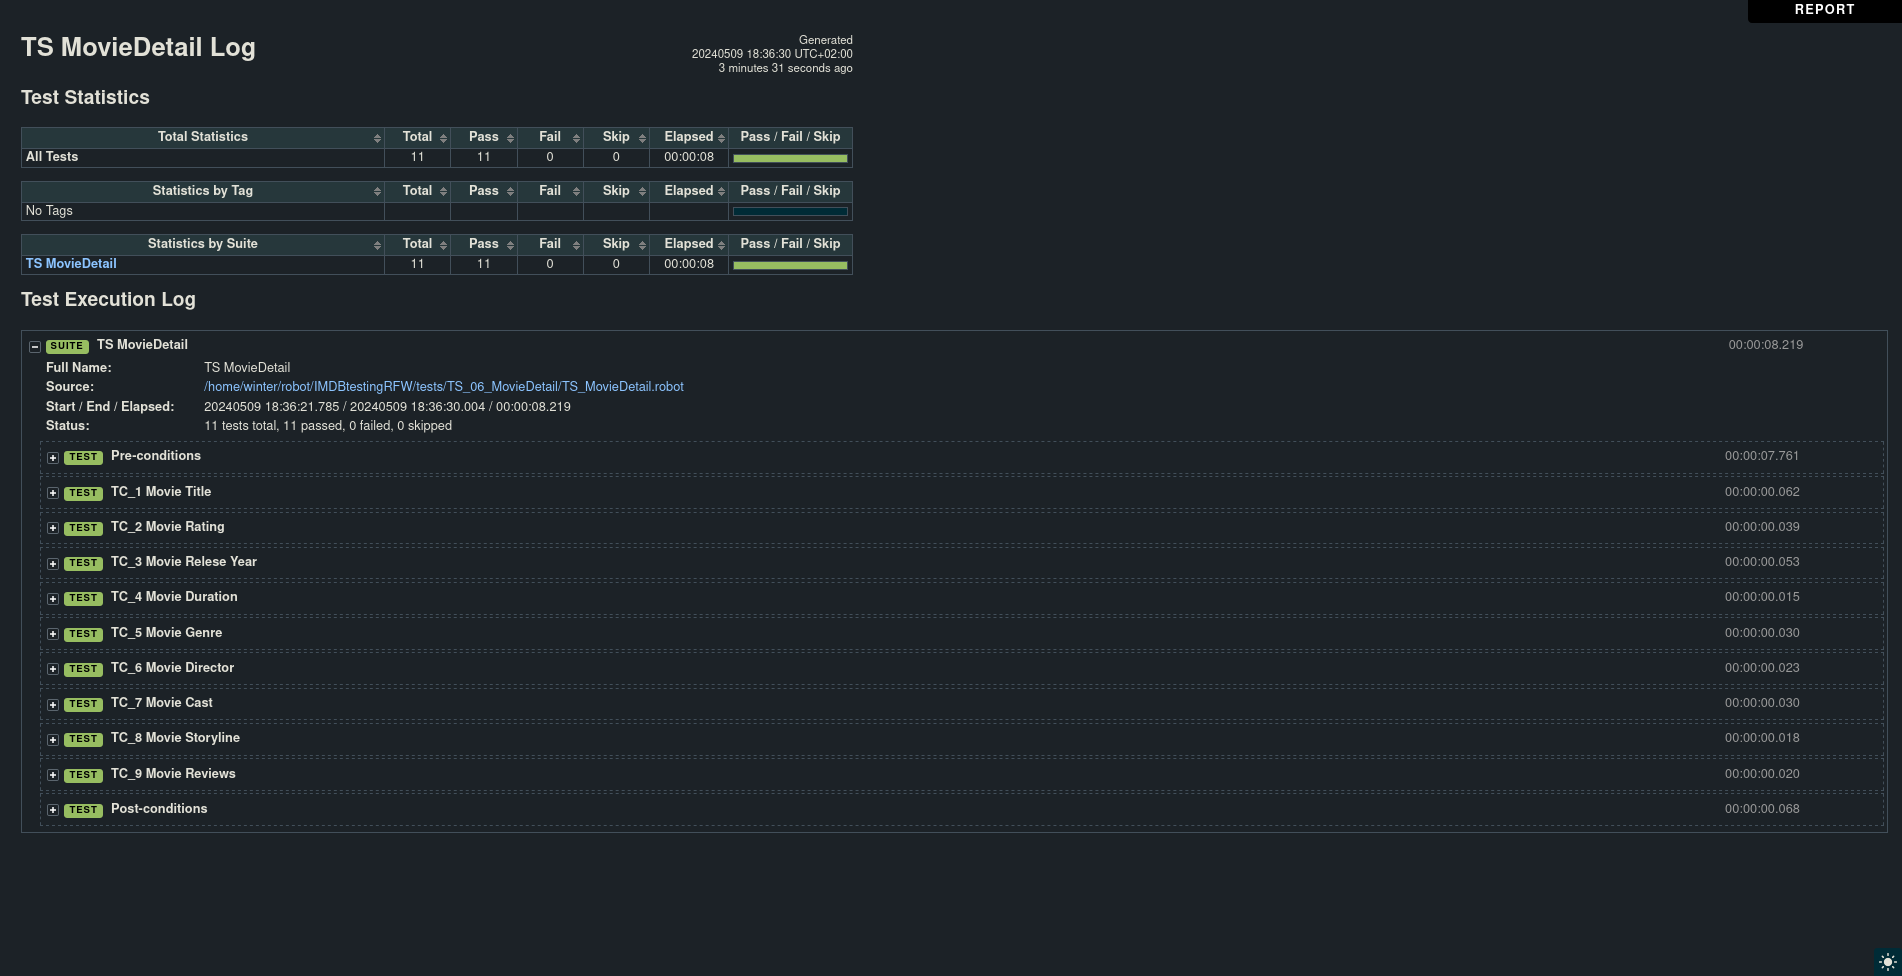 REPORT
TS MovieDetail Log
Generated
20240509 18:36:30 UTC+02:00
3 minutes 31 seconds ago
Test Statistics
Total Statistics Total Pass Fail Skip Elapsed Pass / Fail / Skip
All Tests 11 11 0 0 00:00:08
Statistics by Tag Total Pass Fail Skip Elapsed Pass / Fail / Skip
No Tags
Statistics by Suite Total Pass Fail Skip Elapsed Pass / Fail / Skip
TS MovieDetail 11 11 0 0 00:00:08
Test Execution Log
SUITE TS MovieDetail 00:00:08.219
Full Name: TS MovieDetail
Source: /home/winter/robot/IMDBtestingRFW/tests/TS_06_MovieDetail/TS_MovieDetail.robot
Start / End / Elapsed: 20240509 18:36:21.785 / 20240509 18:36:30.004 / 00:00:08.219
Status: 11 tests total, 11 passed, 0 failed, 0 skipped
TEST Pre-conditions 00:00:07.761
TEST TC_1 Movie Title 00:00:00.062
TEST TC_2 Movie Rating 00:00:00.039
TEST TC_3 Movie Relese Year 00:00:00.053
TEST TC_4 Movie Duration 00:00:00.015
TEST TC_5 Movie Genre 00:00:00.030
TEST TC_6 Movie Director 00:00:00.023
TEST TC_7 Movie Cast 00:00:00.030
TEST TC_8 Movie Storyline 00:00:00.018
TEST TC_9 Movie Reviews 00:00:00.020
TEST Post-conditions 00:00:00.068